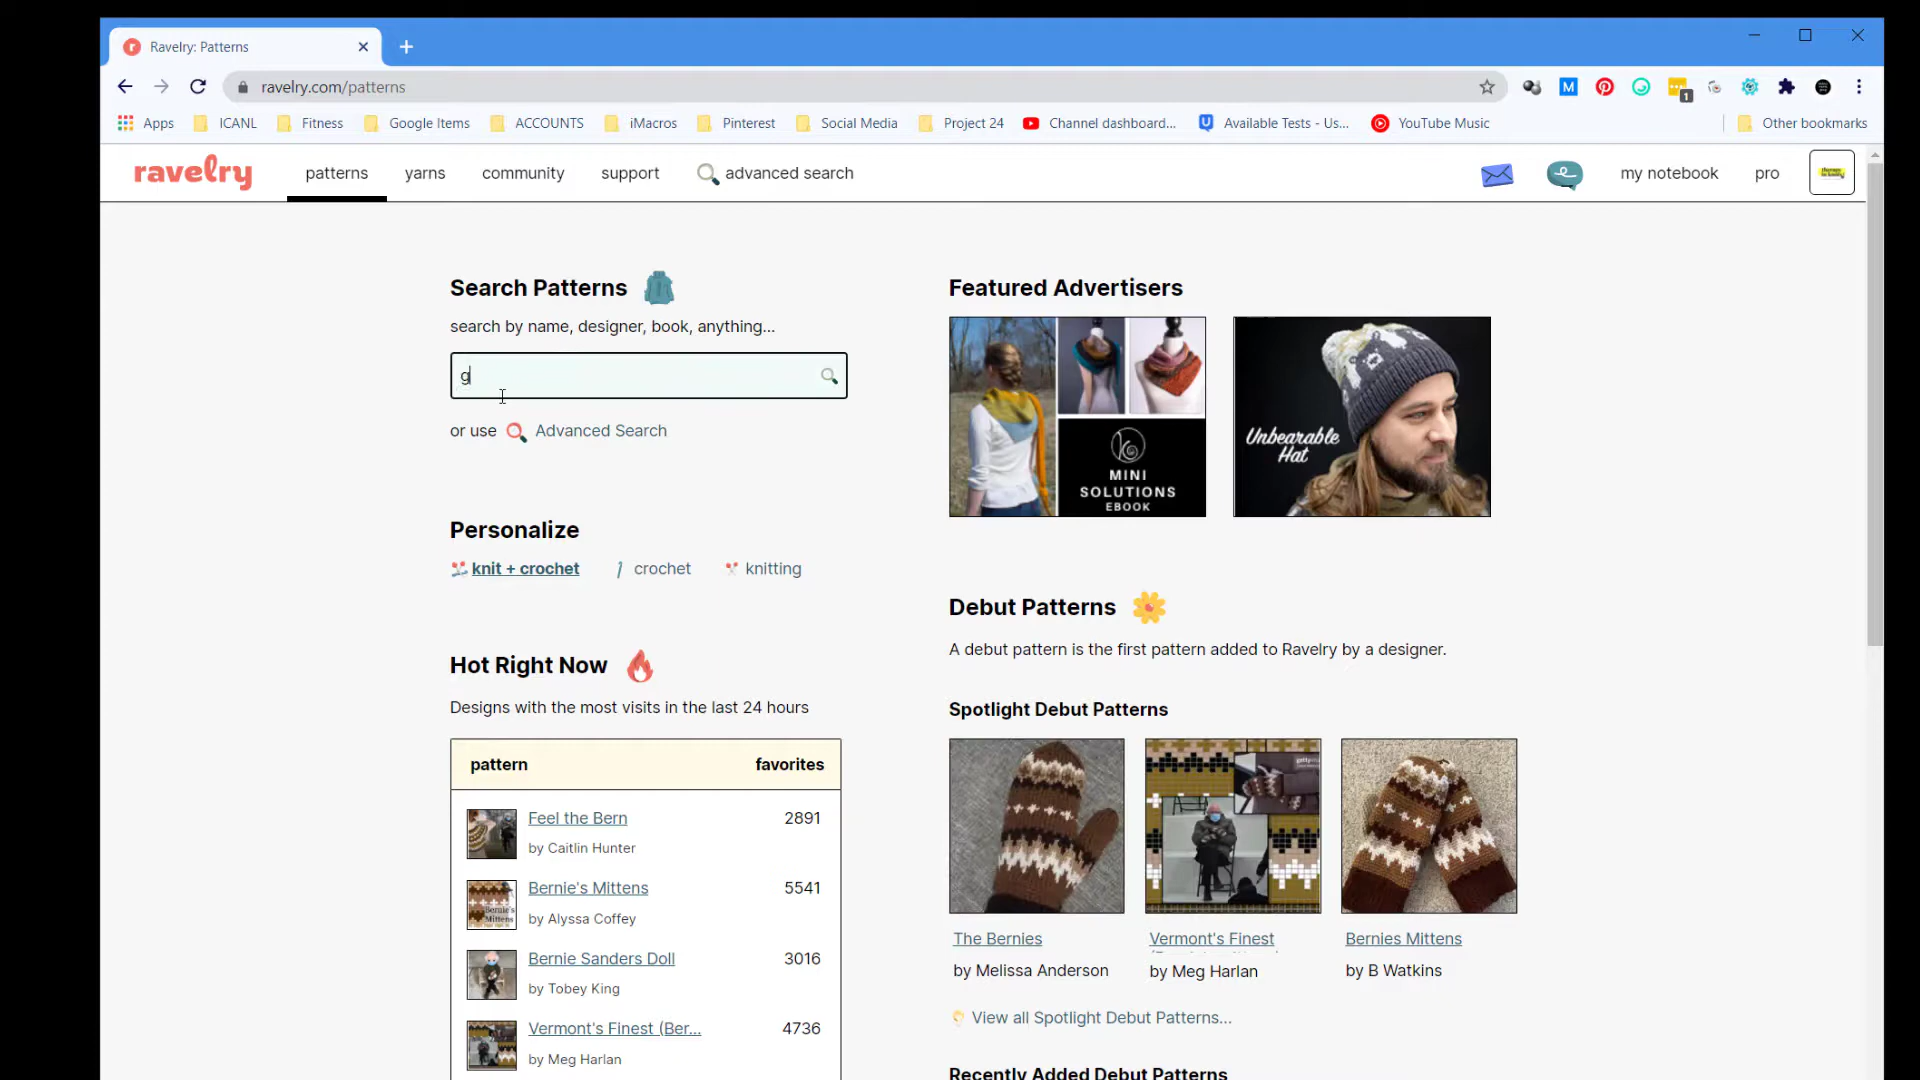 Ravelry: Patterns
ravelry.com/patterns
1
Apps
ICANL
Fitness
Google Items
ACCOUNTS
iMacros
Pinterest
Social Media
Project 24
Channel dashboard...
Available Tests - Us...
YouTube Music
Other bookmarks
ravelry
patterns
yarns
community
support
advanced search
my notebook
pro
Search Patterns
search by name, designer, book, anything...
g
or use
Advanced Search
Personalize
knit + crochet
crochet
knitting
Hot Right Now
Designs with the most visits in the last 24 hours
pattern favorites
Feel the Bern 2891
by Caitlin Hunter
Bernie's Mittens 5541
by Alyssa Coffey
Bernie Sanders Doll 3016
by Tobey King
Vermont's Finest (Ber... 4736
by Meg Harlan
Featured Advertisers
MINI
SOLUTIONS
EBOOK
Unbearable
Hat
Debut Patterns
A debut pattern is the first pattern added to Ravelry by a designer.
Spotlight Debut Patterns
The Bernies
by Melissa Anderson
Vermont's Finest
by Meg Harlan
Bernies Mittens
by B Watkins
View all Spotlight Debut Patterns...
Recently Added Debut Patterns